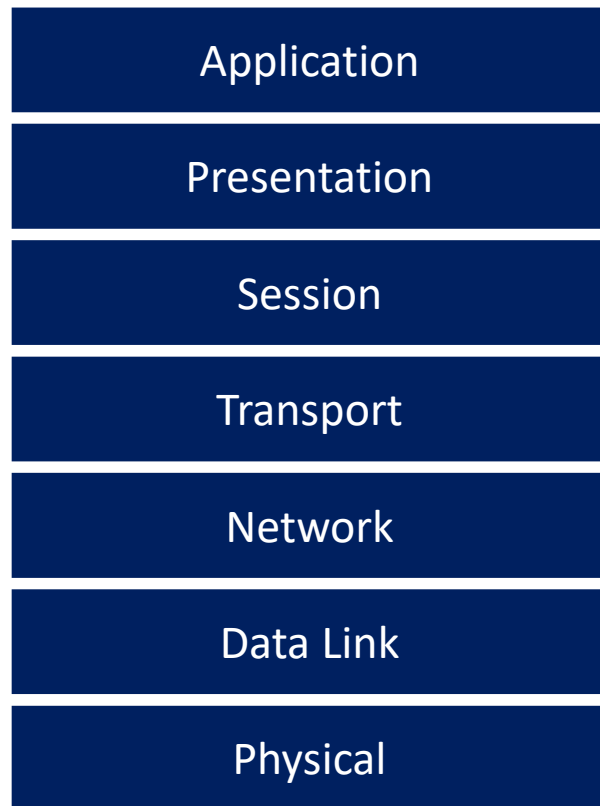 Application
Presentation
Session
Transport
Network
Data Link
Physical